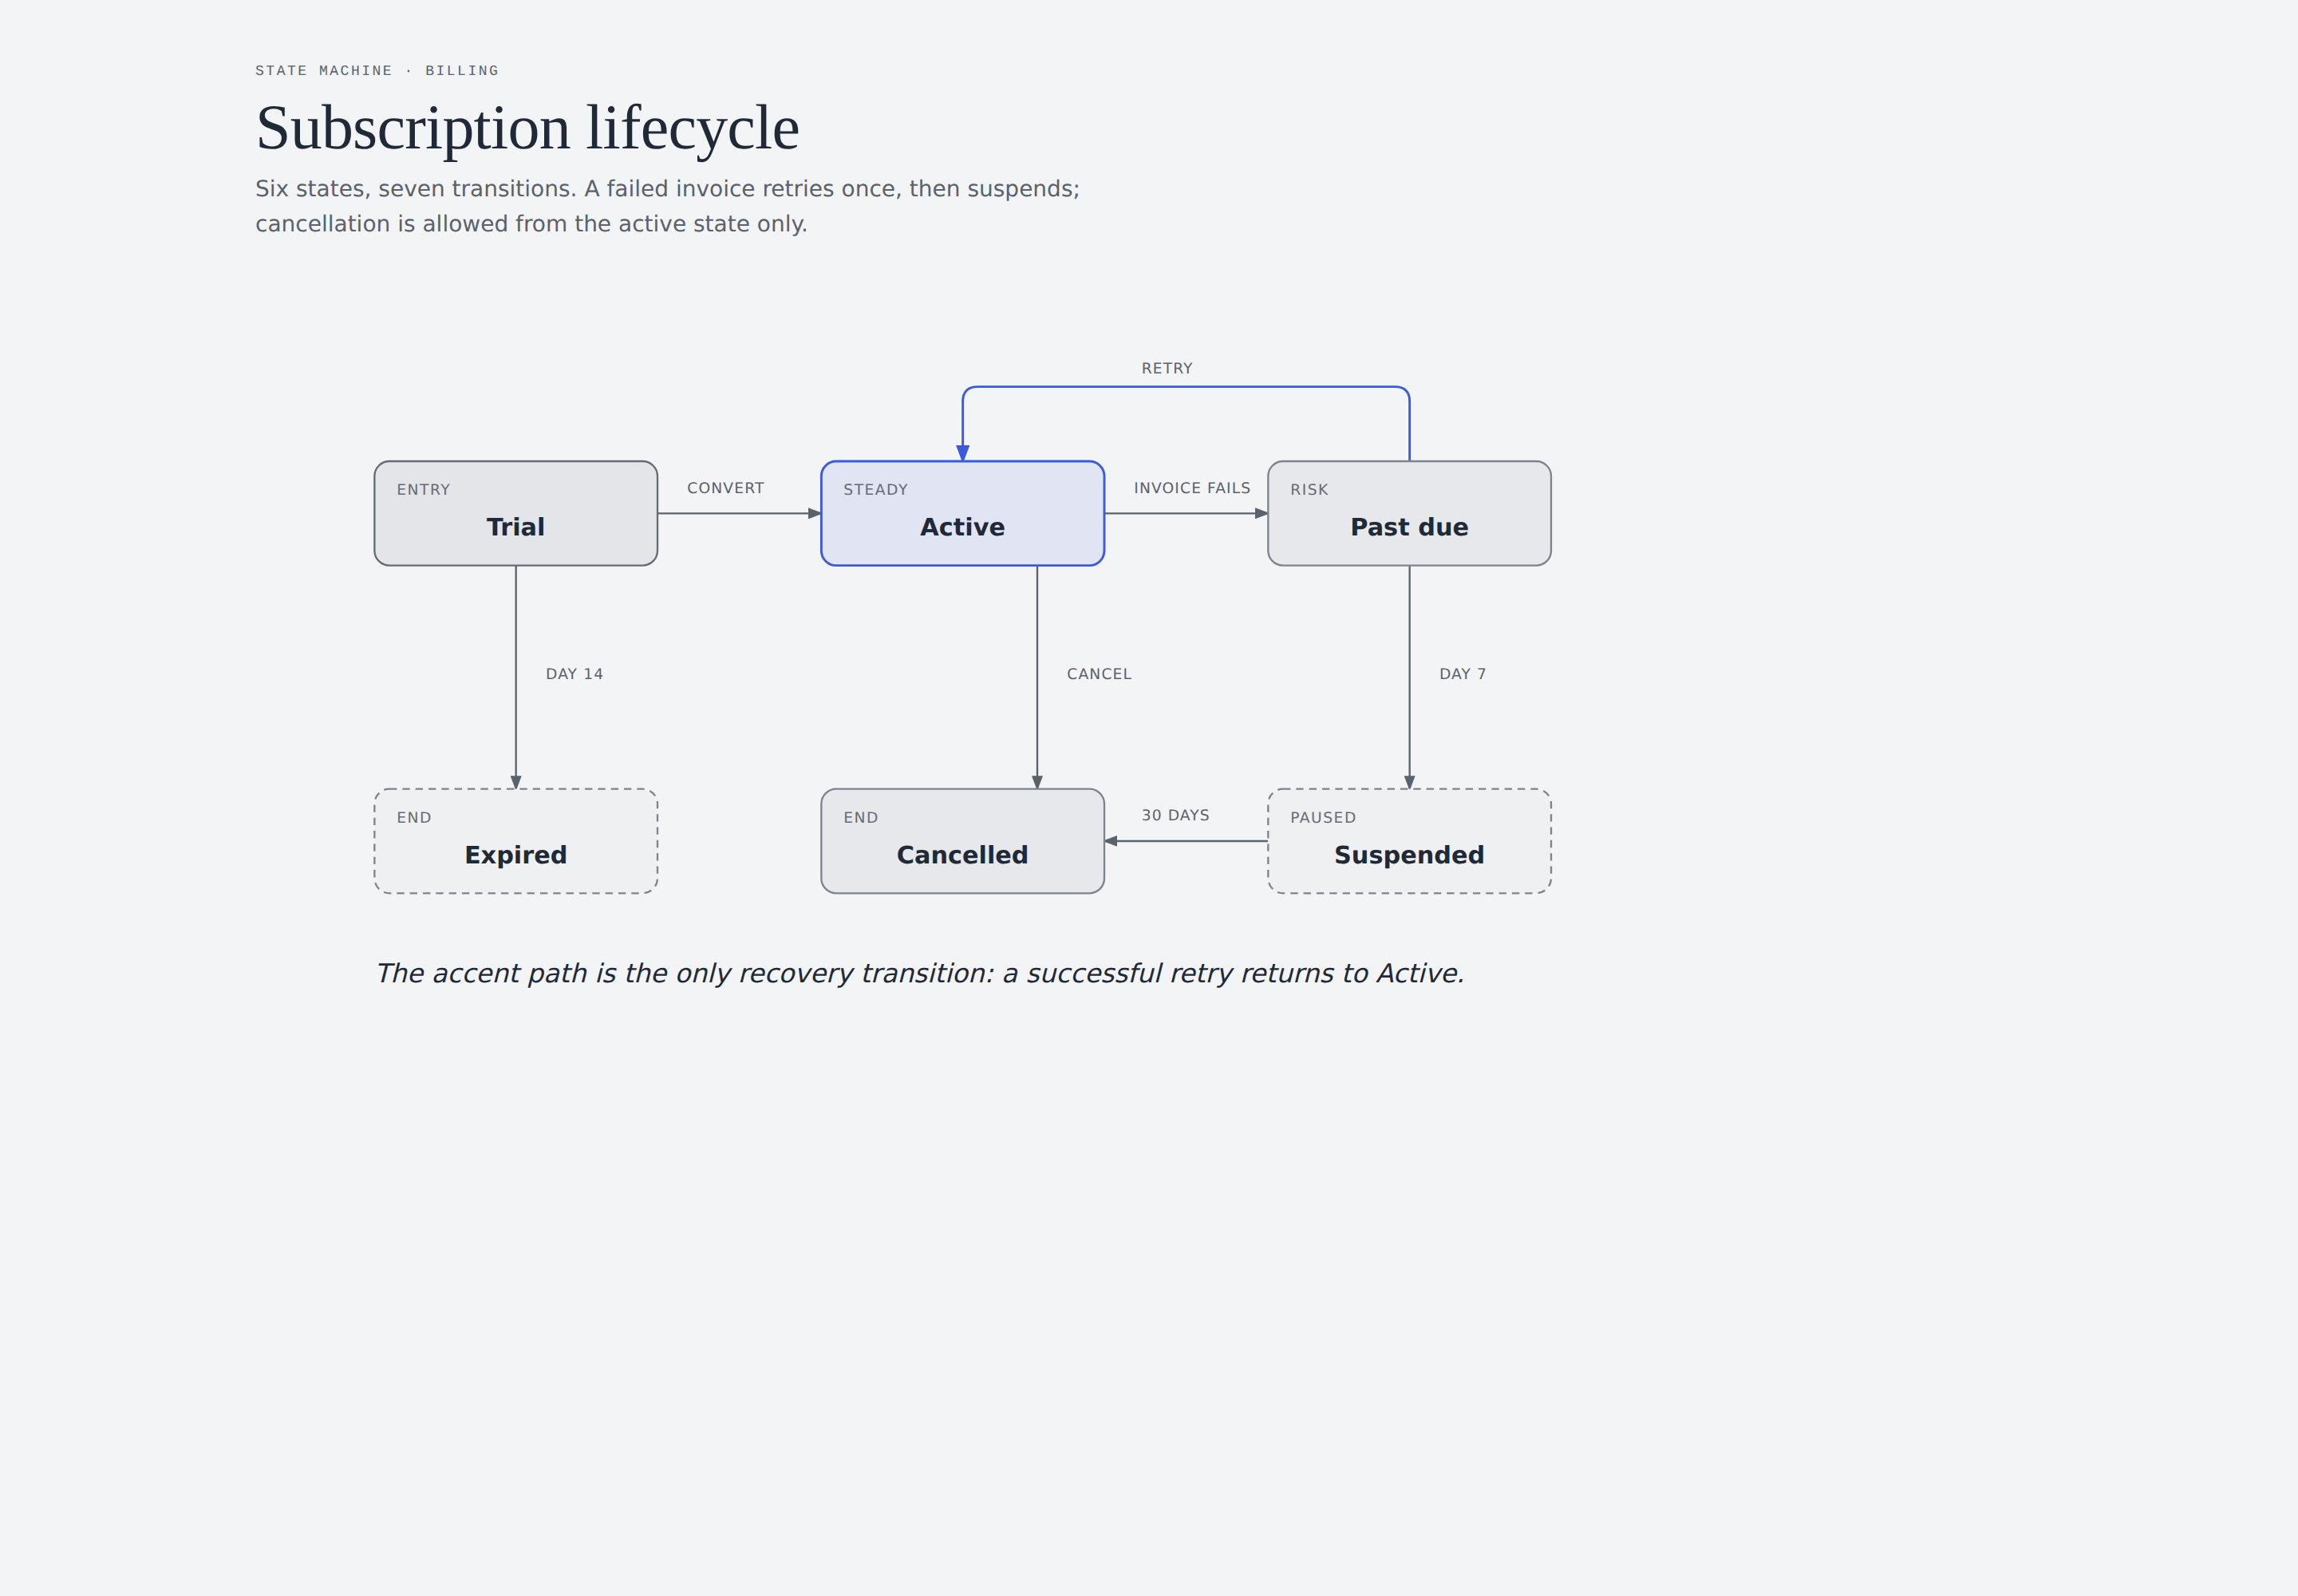 STATE MACHINE · BILLING
Subscription lifecycle
Six states, seven transitions. A failed invoice retries once, then suspends;
cancellation is allowed from the active state only.
RETRY
ENTRY
Trial
CONVERT
STEADY
Active
INVOICE FAILS
RISK
Past due
DAY 14
CANCEL
DAY 7
END
Expired
END
Cancelled
30 DAYS
PAUSED
Suspended
The accent path is the only recovery transition: a successful retry returns to Active.